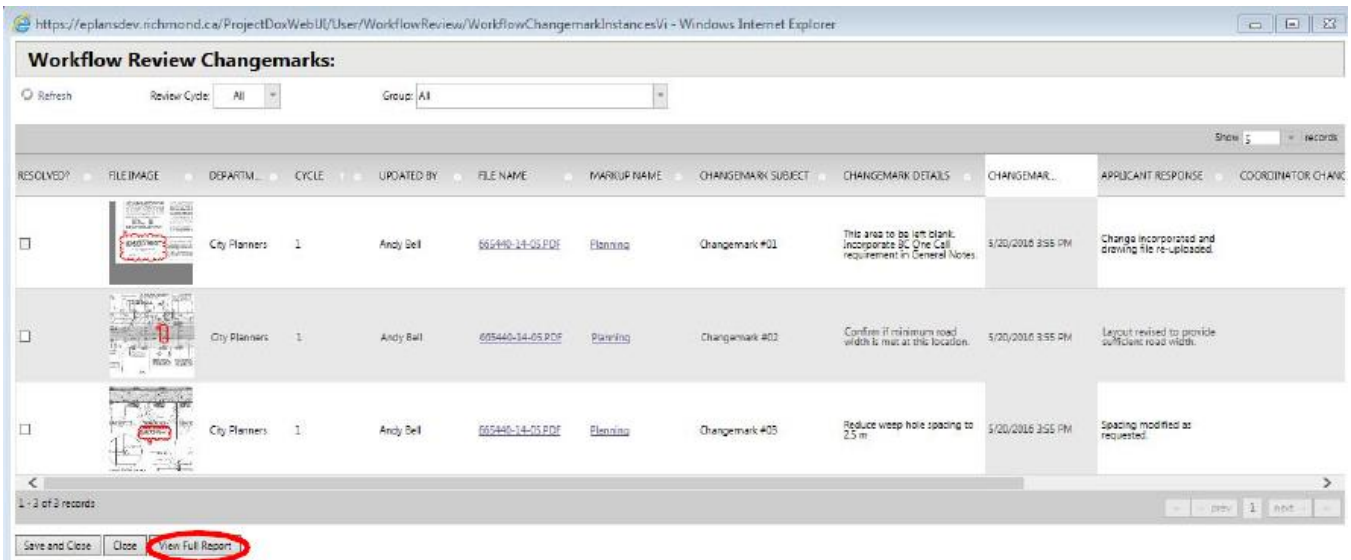 https://eplansdev.richmond.ca/ProjectDoxWebUI/User/WorkflowReview/WorkflowChangemarkInstancesVi - Windows Internet Explorer
Workflow Review Changemarks:
Refresh Review Cycle: All Group: All
Show 5 records
RESOLVED? FILE IMAGE DEPARTM... CYCLE UPDATED BY FILE NAME MARKUP NAME CHANGEMARK SUBJECT CHANGEMARK DETAILS CHANGEMAR... APPLICANT RESPONSE COORDINATOR CHANG
City Planners 1 Andy Bell 665440-14-05.PDF Planning Changemark #01 This area to be left blank. 5/20/2016 3:55 PM Change incorporated and
Incorporate BC One Call drawing file re-uploaded.
requirement in General Notes.
City Planners 1 Andy Bell 665440-14-05.PDF Planning Changemark #02 Confirm if minimum road 5/20/2016 3:55 PM Layout revised to provide
width is met at this location. sufficient road width.
City Planners 1 Andy Bell 665440-14-05.PDF Planning Changemark #03 Reduce weep hole spacing to 5/20/2016 3:55 PM Spacing modified as
2.5 m requested.
1 - 3 of 3 records prev 1 next
Save and Close Close View Full Report